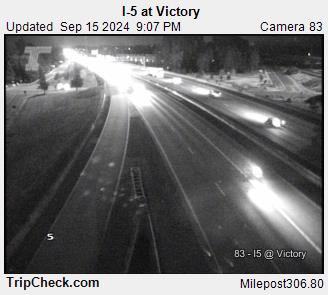 I-5 at Victory
Updated Sep 15 2024 9:07 PM Camera 83
S
83 - I5 @ Victory
TripCheck.com Milepost306.80